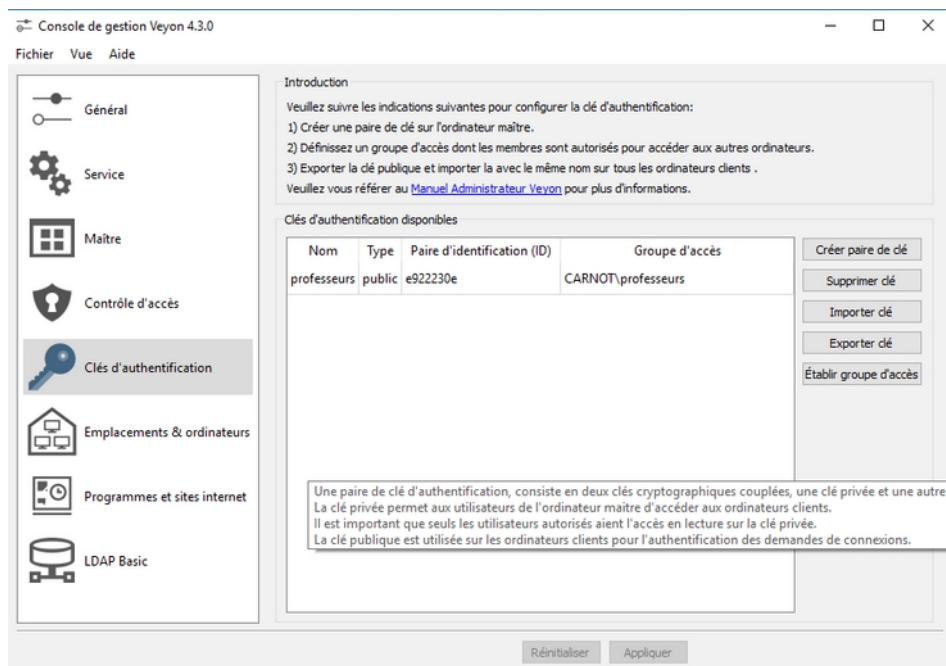 Console de gestion Veyon 4.3.0
Fichier Vue Aide
Général
Service
Maître
Contrôle d'accès
Clés d'authentification
Emplacements & ordinateurs
Programmes et sites internet
LDAP Basic
Introduction
Veuillez suivre les indications suivantes pour configurer la clé d'authentification:
1) Créer une paire de clé sur l'ordinateur maître.
2) Définissez un groupe d'accès dont les membres sont autorisés pour accéder aux autres ordinateurs.
3) Exporter la clé publique et importer la avec le même nom sur tous les ordinateurs clients .
Veuillez vous référer au Manuel Administrateur Veyon pour plus d'informations.
Clés d'authentification disponibles
Nom Type Paire d'identification (ID) Groupe d'accès
professeurs public e922230e CARNOT\professeurs
Créer paire de clé
Supprimer clé
Importer clé
Exporter clé
Établir groupe d'accès
Une paire de clé d'authentification, consiste en deux clés cryptographiques couplées, une clé privée et une autre
La clé privée permet aux utilisateurs de l'ordinateur maitre d'accéder aux ordinateurs clients.
Il est important que seuls les utilisateurs autorisés aient l'accès en lecture sur la clé privée.
La clé publique est utilisée sur les ordinateurs clients pour l'authentification des demandes de connexions.
Réinitialiser Appliquer